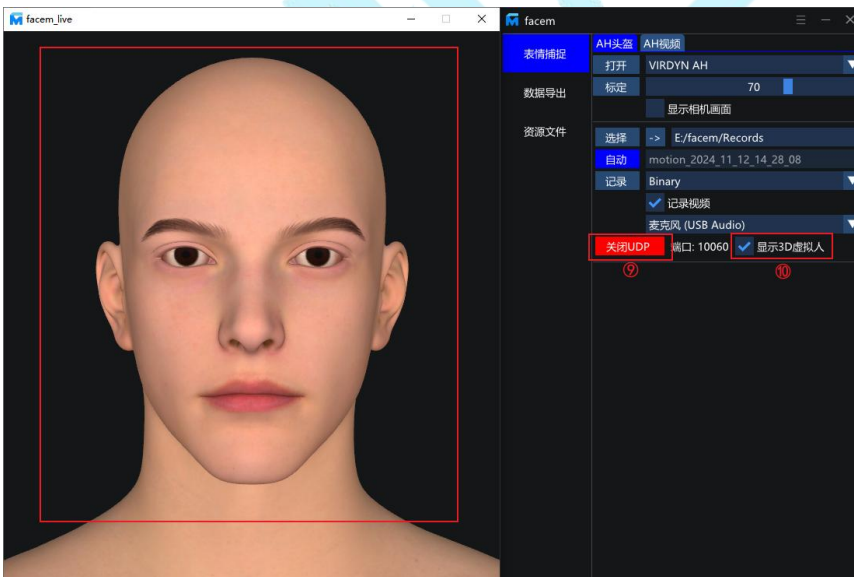 facem_live
facem
表情捕捉
数据导出
资源文件
AH头盔 AH视频
打开 VIRDYN AH
标定 70
显示相机画面
选择 -> E:/facem/Records
自动 motion_2024_11_12_14_28_08
记录 Binary
记录视频
麦克风 (USB Audio)
关闭UDP 端口: 10060 显示3D虚拟人
⑨ ⑩